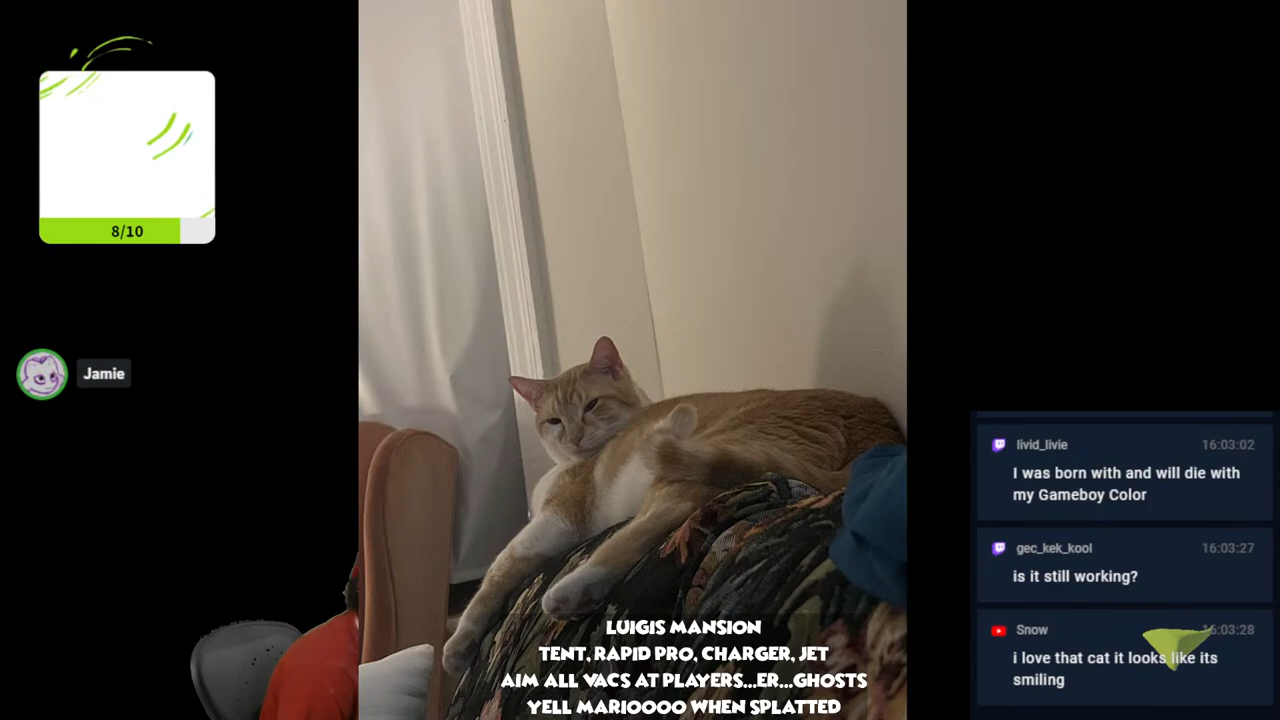 8/10
Jamie
livid_livie 16:03:02
I was born with and will die with
my Gameboy Color
gec_kek_kool 16:03:27
is it still working?
Snow 16:03:28
i love that cat it looks like its
smiling
LUIGIS MANSION
TENT, RAPID PRO, CHARGER, JET
AIM ALL VACS AT PLAYERS...ER...GHOSTS
YELL MARIOOOO WHEN SPLATTED